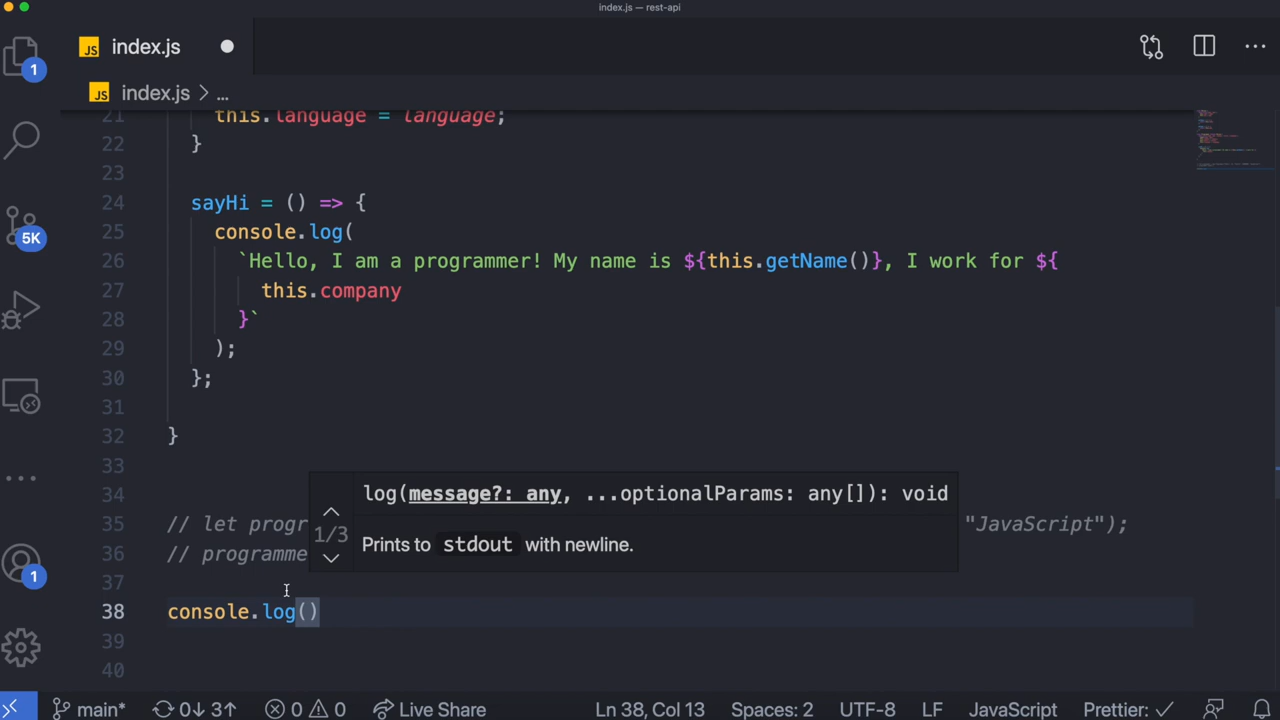 index.js — rest-api
JS index.js
1
JS index.js > ...
21 this.language = language;
22 }
23
24 sayHi = () => {
5K
25 console.log(
26 `Hello, I am a programmer! My name is ${this.getName()}, I work for ${
27 this.company
28 }`
29 );
30 };
31
32 }
33
34 log(message?: any, ...optionalParams: any[]): void
35 // let progr "JavaScript");
1/3 Prints to stdout with newline.
36 // programme
1
37
38 console.log()
39
40
main* 0↓ 3↑ 0 0 Live Share Ln 38, Col 13 Spaces: 2 UTF-8 LF JavaScript Prettier: ✓